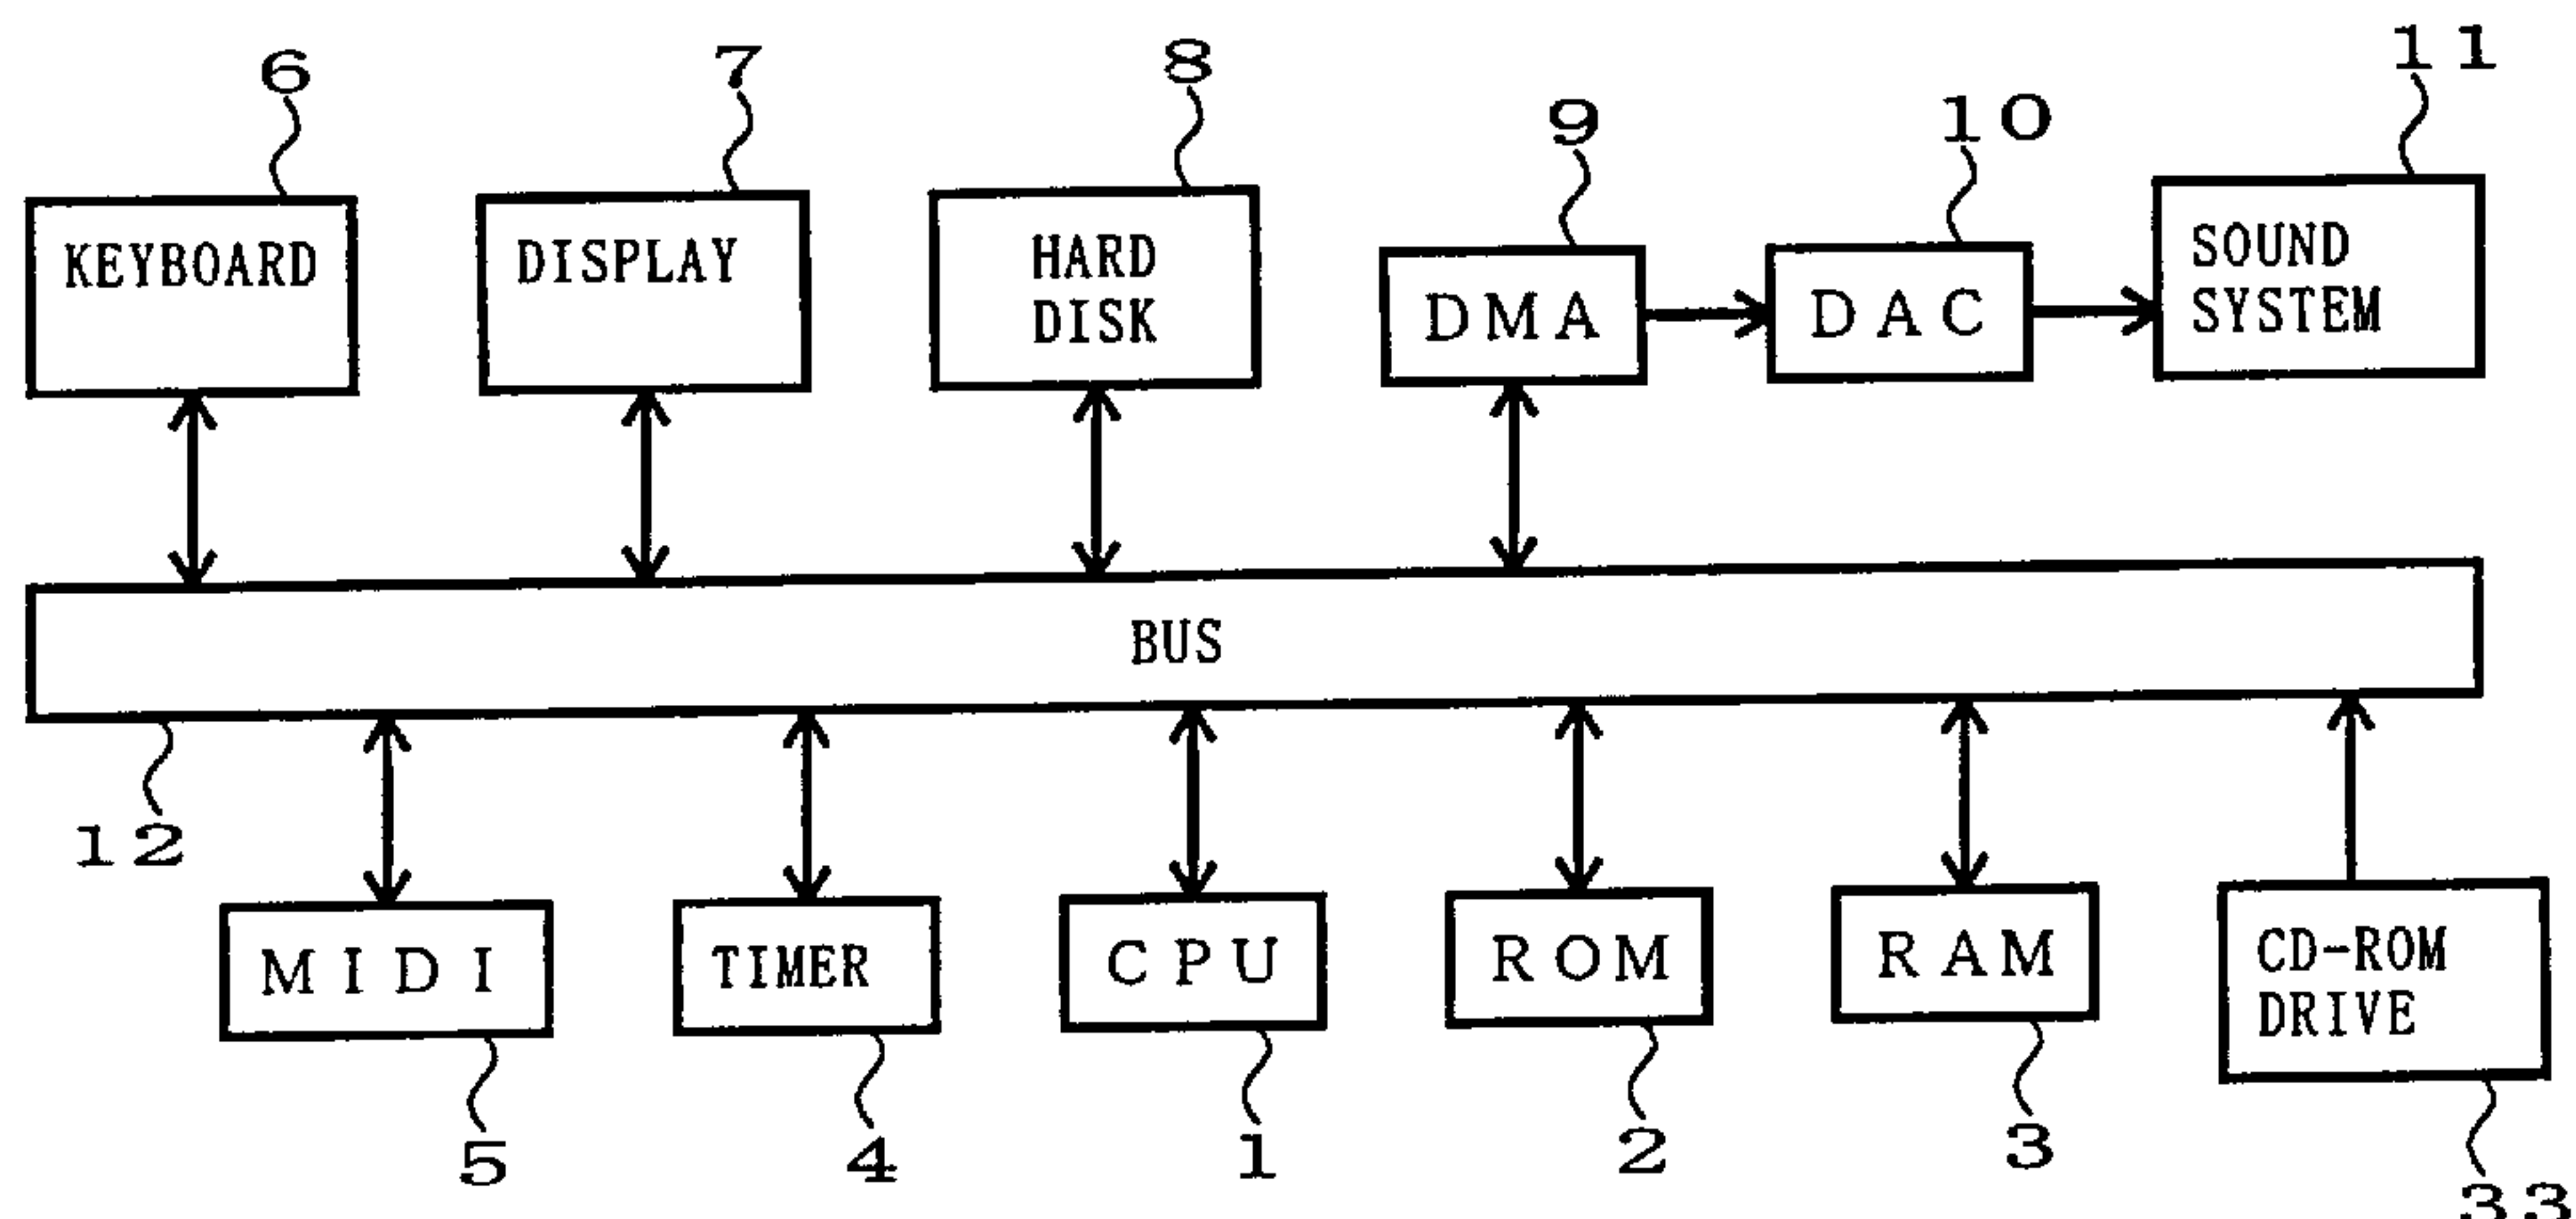 6
7
8
9
10
11
KEYBOARD
DISPLAY
HARD
DISK
DMA
DAC
SOUND
SYSTEM
BUS
12
MIDI
TIMER
CPU
ROM
RAM
CD-ROM
DRIVE
5
4
1
2
3
33